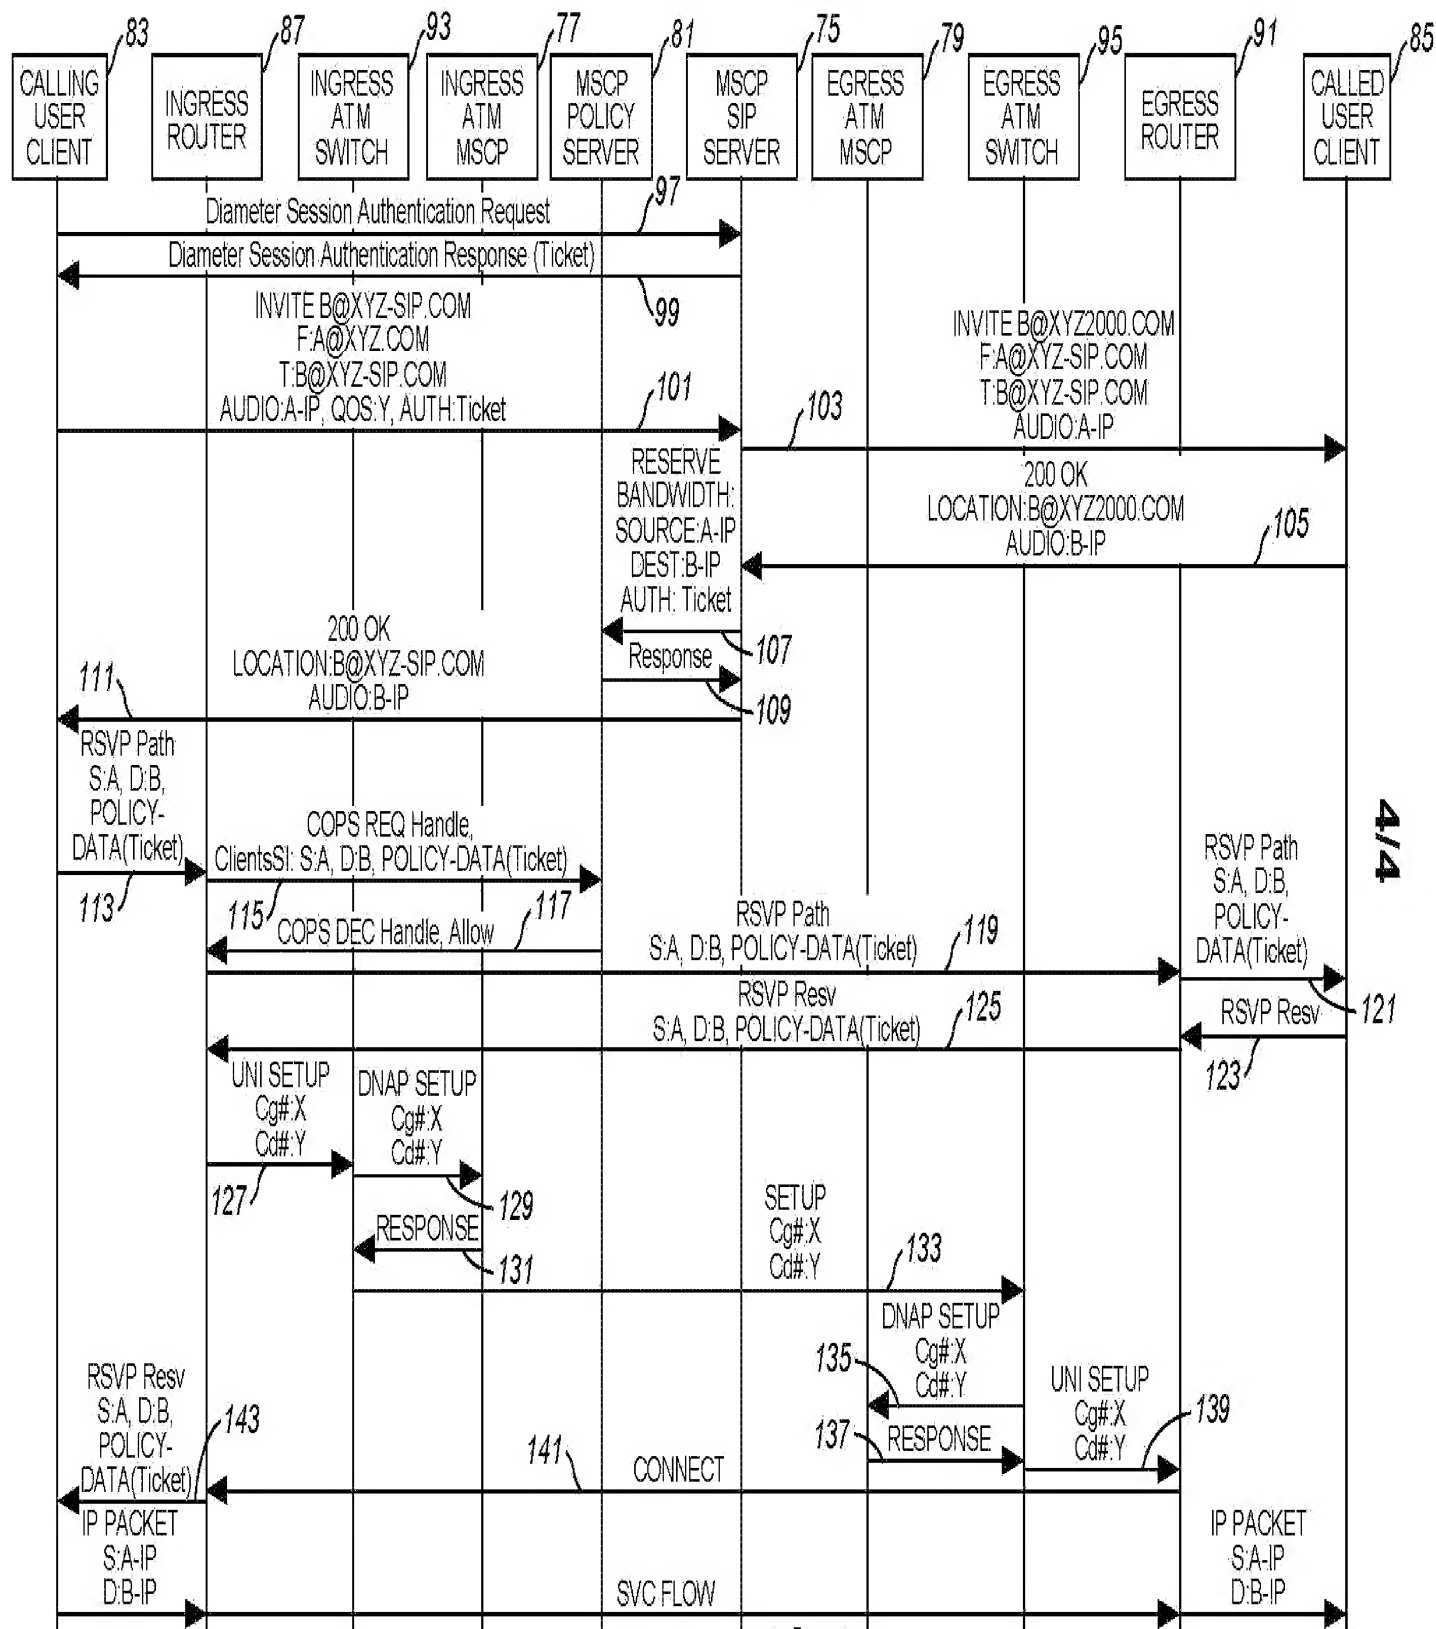 83
87
93
77
81
75
79
95
91
85
CALLING
USER
CLIENT
INGRESS
ROUTER
INGRESS
ATM
SWITCH
INGRESS
ATM
MSCP
MSCP
POLICY
SERVER
MSCP
SIP
SERVER
EGRESS
ATM
MSCP
EGRESS
ATM
SWITCH
EGRESS
ROUTER
CALLED
USER
CLIENT
Diameter Session Authentication Request
97
Diameter Session Authentication Response (Ticket)
99
INVITE B@XYZ-SIP.COM
F:A@XYZ.COM
T:B@XYZ-SIP.COM
AUDIO:A-IP, QOS:Y, AUTH:Ticket
101
INVITE B@XYZ2000.COM
F:A@XYZ-SIP.COM
T:B@XYZ-SIP.COM
AUDIO:A-IP
103
200 OK
LOCATION:B@XYZ2000.COM
AUDIO:B-IP
105
RESERVE
BANDWIDTH:
SOURCE:A-IP
DEST:B-IP
AUTH: Ticket
107
Response
109
200 OK
LOCATION:B@XYZ-SIP.COM
AUDIO:B-IP
111
RSVP Path
S:A, D:B,
POLICY-
DATA(Ticket)
113
COPS REQ Handle,
ClientsSI: S:A, D:B, POLICY-DATA(Ticket)
115
117
COPS DEC Handle, Allow
RSVP Path
S:A, D:B, POLICY-DATA(Ticket)
119
RSVP Path
S:A, D:B,
POLICY-
DATA(Ticket)
121
4/4
RSVP Resv
123
RSVP Resv
S:A, D:B, POLICY-DATA(Ticket)
125
UNI SETUP
Cg#:X
Cd#:Y
127
DNAP SETUP
Cg#:X
Cd#:Y
129
RESPONSE
131
SETUP
Cg#:X
Cd#:Y
133
DNAP SETUP
Cg#:X
Cd#:Y
135
RESPONSE
137
UNI SETUP
Cg#:X
Cd#:Y
139
CONNECT
141
RSVP Resv
S:A, D:B,
POLICY-
DATA(Ticket)
143
IP PACKET
S:A-IP
D:B-IP
SVC FLOW
IP PACKET
S:A-IP
D:B-IP